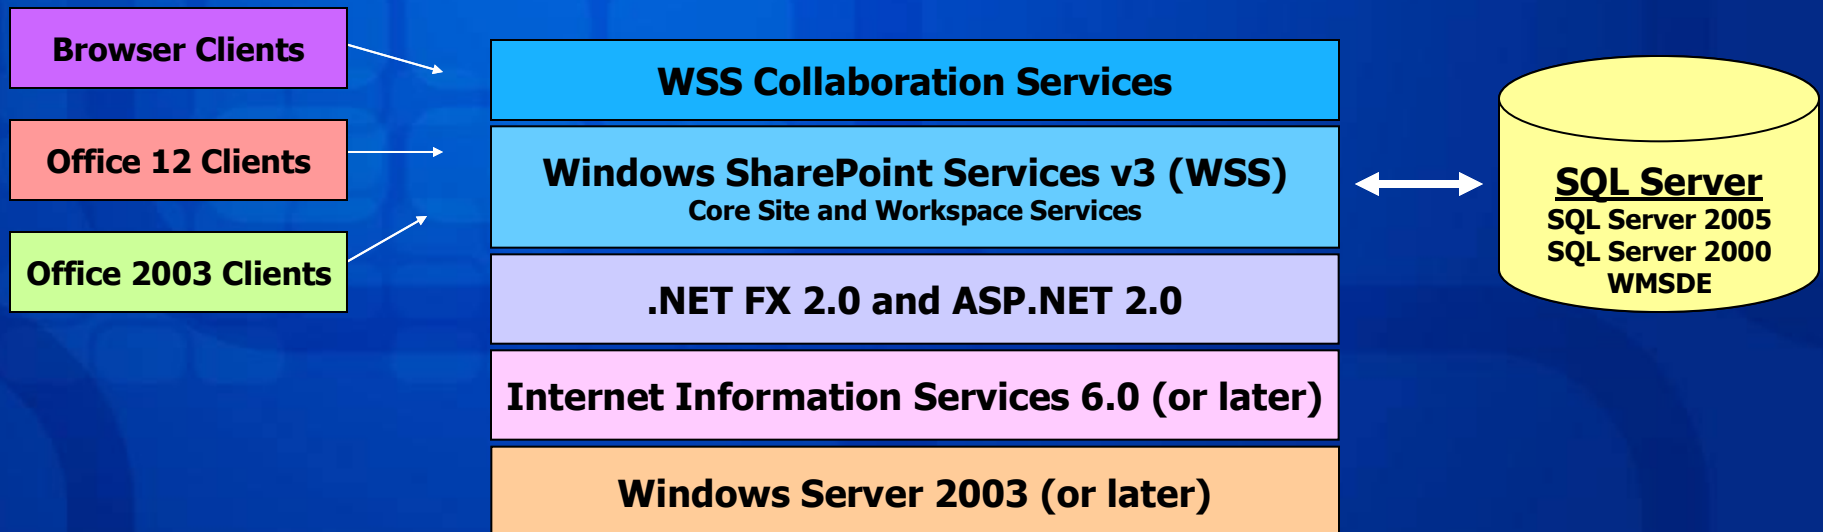 Browser Clients
Office 12 Clients
Office 2003 Clients
WSS Collaboration Services
Windows SharePoint Services v3 (WSS)
Core Site and Workspace Services
.NET FX 2.0 and ASP.NET 2.0
Internet Information Services 6.0 (or later)
Windows Server 2003 (or later)
SQL Server
SQL Server 2005
SQL Server 2000
WMSDE